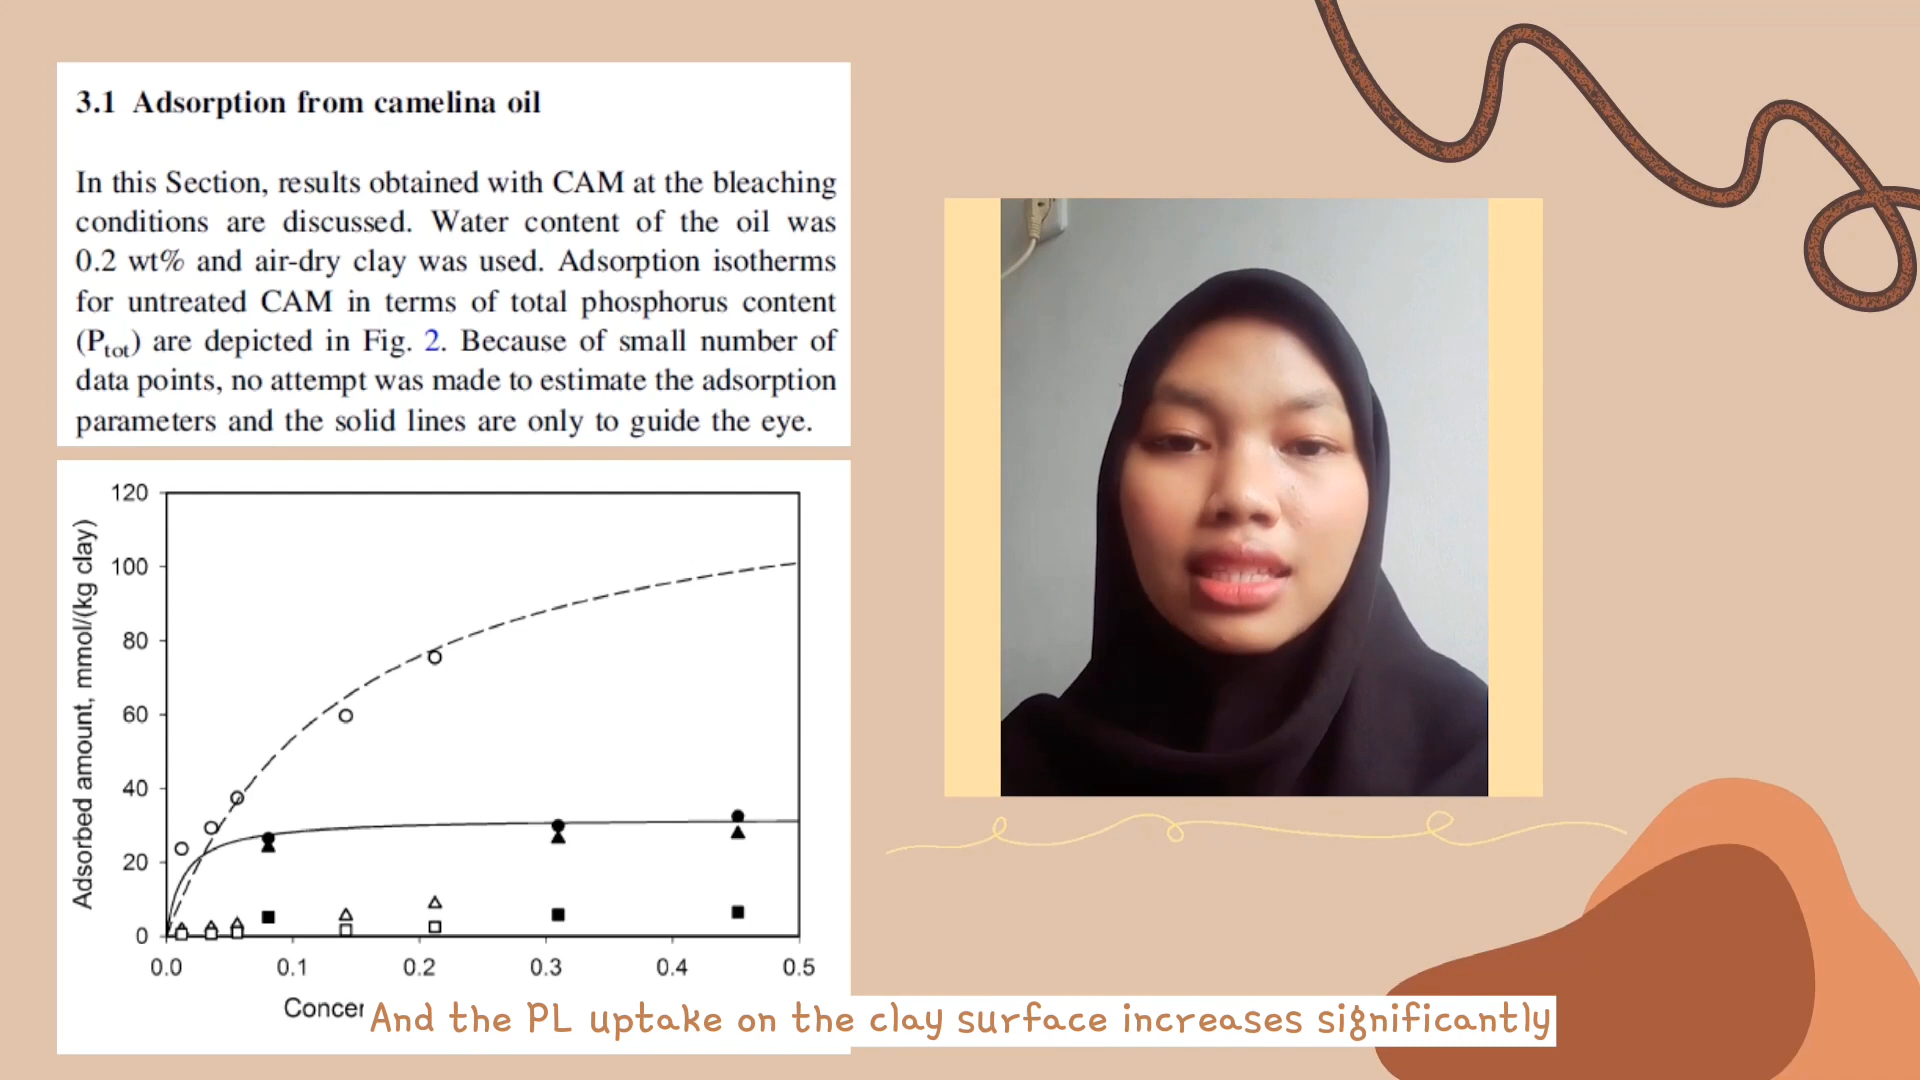 3.1 Adsorption from camelina oil
In this Section, results obtained with CAM at the bleaching
conditions are discussed. Water content of the oil was
0.2 wt% and air-dry clay was used. Adsorption isotherms
for untreated CAM in terms of total phosphorus content
(Ptot) are depicted in Fig. 2. Because of small number of
data points, no attempt was made to estimate the adsorption
parameters and the solid lines are only to guide the eye.
Adsorbed amount, mmol/(kg clay)
120
100
80
60
40
20
0
0.0 0.1 0.2 0.3 0.4 0.5
And the PL uptake on the clay surface increases significantly